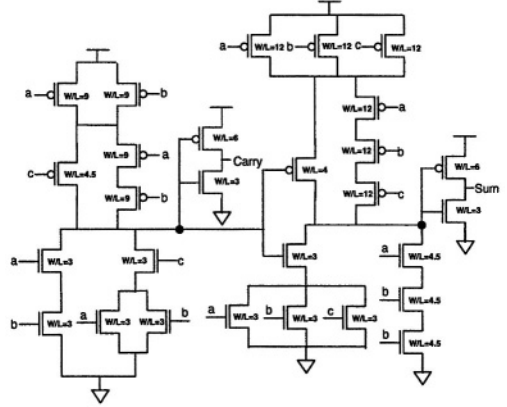 a W/L=12 b W/L=12 c W/L=12
a W/L=9 W/L=9 b
W/L=12 a
W/L=6
Carry
W/L=3
W/L=9 a
c W/L=4.5
W/L=9 b
W/L=12 b
W/L=4
W/L=12 c
W/L=6
Sum
W/L=3
a W/L=3 W/L=3 c
W/L=3
a W/L=4.5
b W/L=3 a W/L=3 W/L=3 b
a W/L=3 b W/L=3 c W/L=3
b W/L=4.5
b W/L=4.5